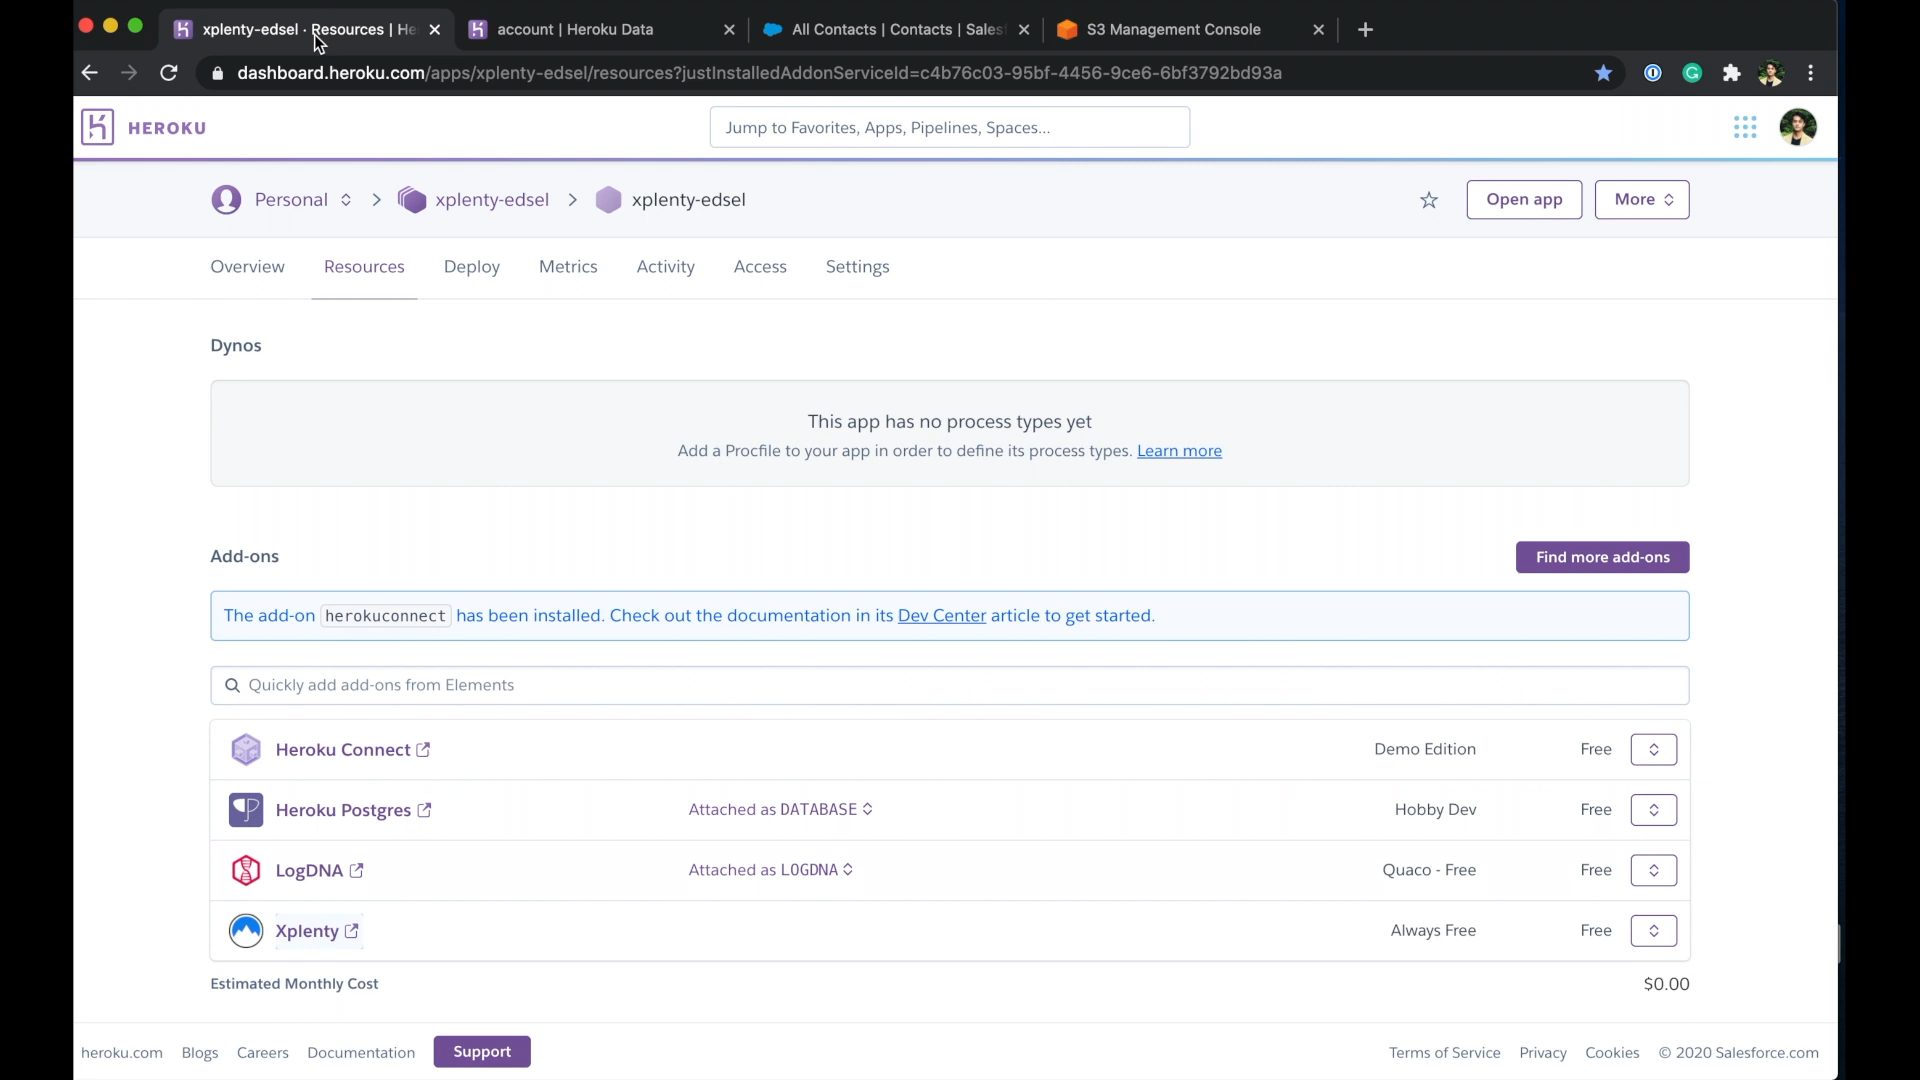 xplenty-edsel · Resources | He
account | Heroku Data
All Contacts | Contacts | Sales
S3 Management Console
dashboard.heroku.com/apps/xplenty-edsel/resources?justInstalledAddonServiceId=c4b76c03-95bf-4456-9ce6-6bf3792bd93a
HEROKU
Jump to Favorites, Apps, Pipelines, Spaces...
Personal
xplenty-edsel
xplenty-edsel
Open app
More
Overview
Resources
Deploy
Metrics
Activity
Access
Settings
Dynos
This app has no process types yet
Add a Procfile to your app in order to define its process types. Learn more
Add-ons
Find more add-ons
The add-on herokuconnect has been installed. Check out the documentation in its Dev Center article to get started.
Quickly add add-ons from Elements
Heroku Connect
Demo Edition
Free
Heroku Postgres
Attached as DATABASE
Hobby Dev
Free
LogDNA
Attached as LOGDNA
Quaco - Free
Free
Xplenty
Always Free
Free
Estimated Monthly Cost
$0.00
heroku.com
Blogs
Careers
Documentation
Support
Terms of Service
Privacy
Cookies
© 2020 Salesforce.com